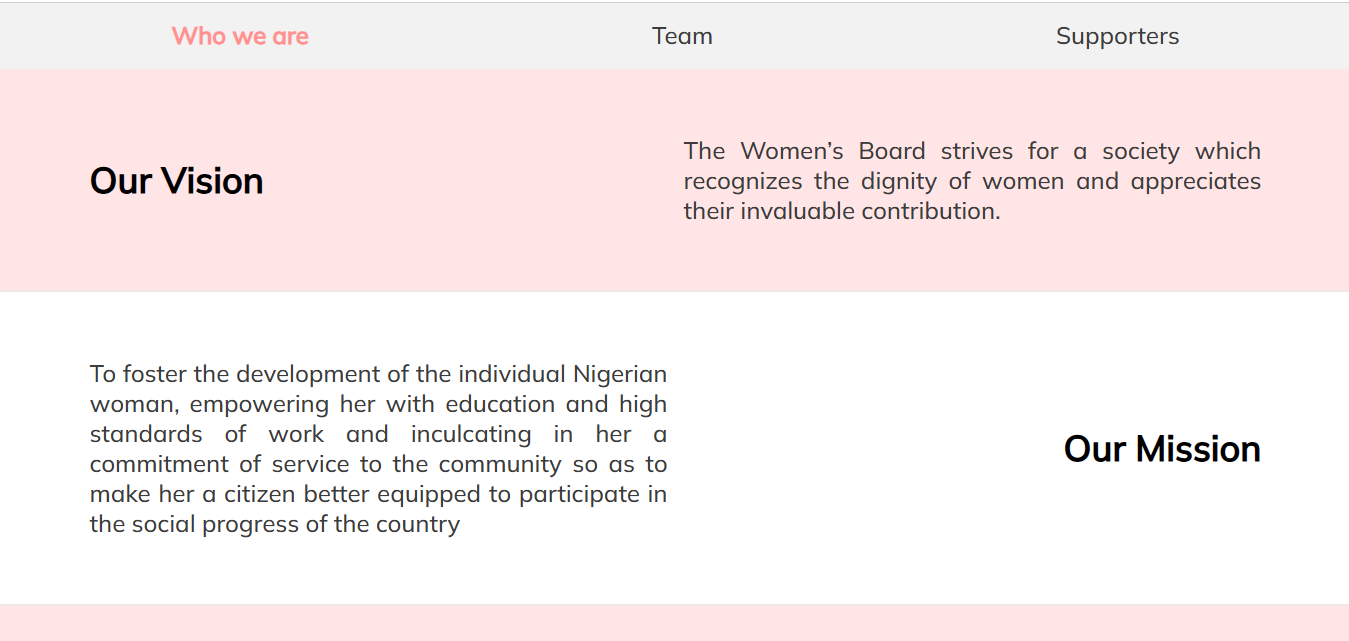 Who we are
Team
Supporters
Our Vision
The Women’s Board strives for a society which
recognizes the dignity of women and appreciates
their invaluable contribution.
To foster the development of the individual Nigerian
woman, empowering her with education and high
standards of work and inculcating in her a
commitment of service to the community so as to
make her a citizen better equipped to participate in
the social progress of the country
Our Mission